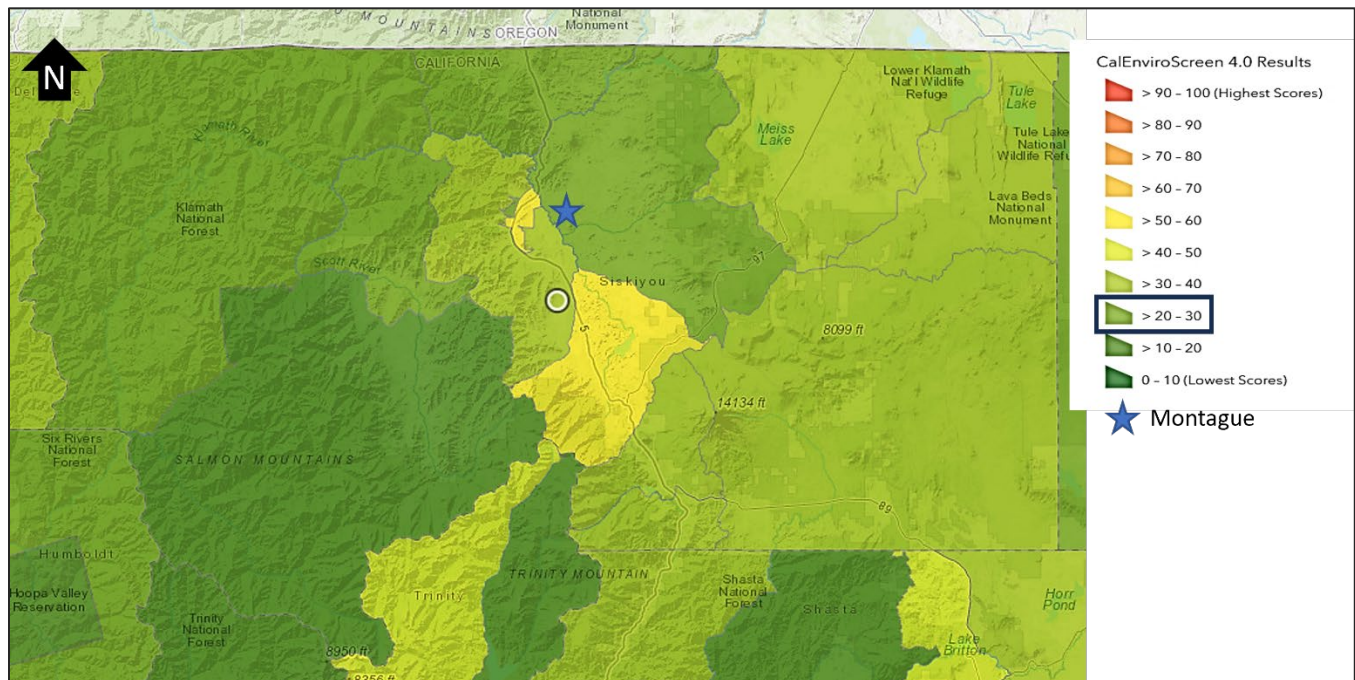 National
Monument
MOUNTAINS
OREGON
CALIFORNIA
N
Klamath River
Lower Klamath
Nat'l Wildlife
Refuge
Tule
Lake
Meiss
Lake
Tule Lake
National
Wildlife Refu
Klamath
National
Forest
Lava Beds
National
Monument
Scott River
Siskiyou
97
5
8099 ft
14134 ft
Six Rivers
National
Forest
SALMON MOUNTAINS
89
Humboldt
Hoopa Valley
Reservation
TRINITY MOUNTAIN
Trinity
Shasta
National
Forest
Shasta
Horr
Pond
Trinity
National
Forest
Lake
Britton
8950 ft
8356 ft
CalEnviroScreen 4.0 Results
> 90 - 100 (Highest Scores)
> 80 - 90
> 70 - 80
> 60 - 70
> 50 - 60
> 40 - 50
> 30 - 40
> 20 - 30
> 10 - 20
0 - 10 (Lowest Scores)
Montague